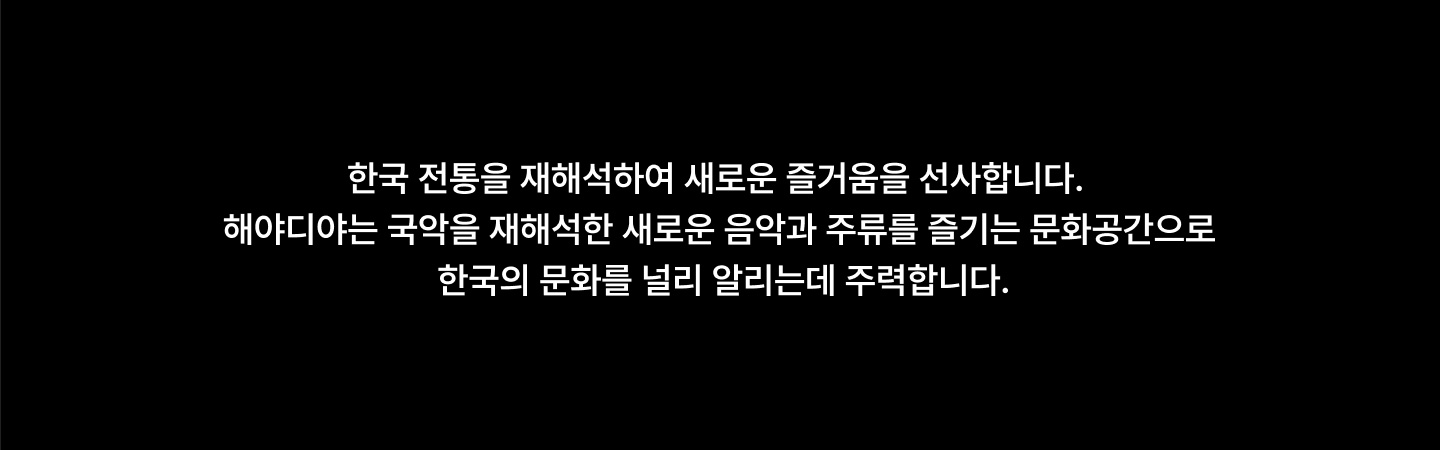 한국 전통을 재해석하여 새로운 즐거움을 선사합니다.
해야디야는 국악을 재해석한 새로운 음악과 주류를 즐기는 문화공간으로
한국의 문화를 널리 알리는데 주력합니다.